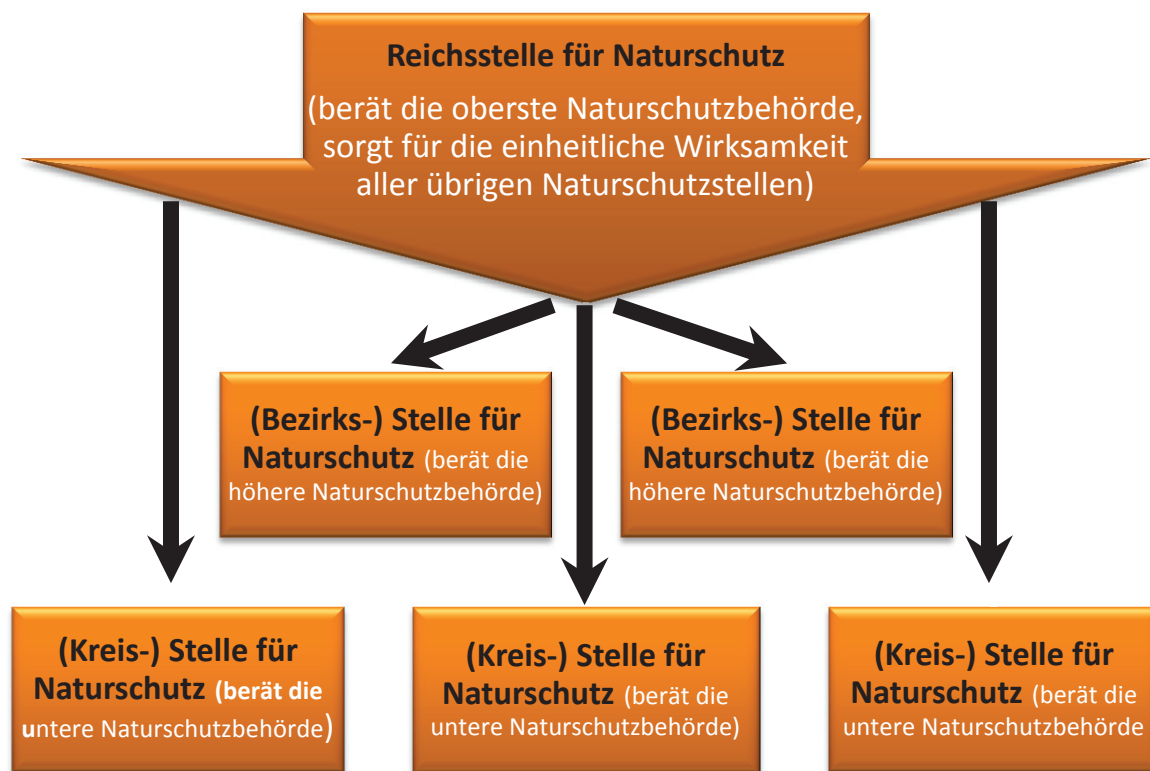 Reichsstelle für Naturschutz
(berät die oberste Naturschutzbehörde,
sorgt für die einheitliche Wirksamkeit
aller übrigen Naturschutzstellen)
(Bezirks-) Stelle für
Naturschutz (berät die
höhere Naturschutzbehörde)
(Bezirks-) Stelle für
Naturschutz (berät die
höhere Naturschutzbehörde)
(Kreis-) Stelle für
Naturschutz (berät die
untere Naturschutzbehörde)
(Kreis-) Stelle für
Naturschutz (berät die
untere Naturschutzbehörde)
(Kreis-) Stelle für
Naturschutz (berät die
untere Naturschutzbehörde